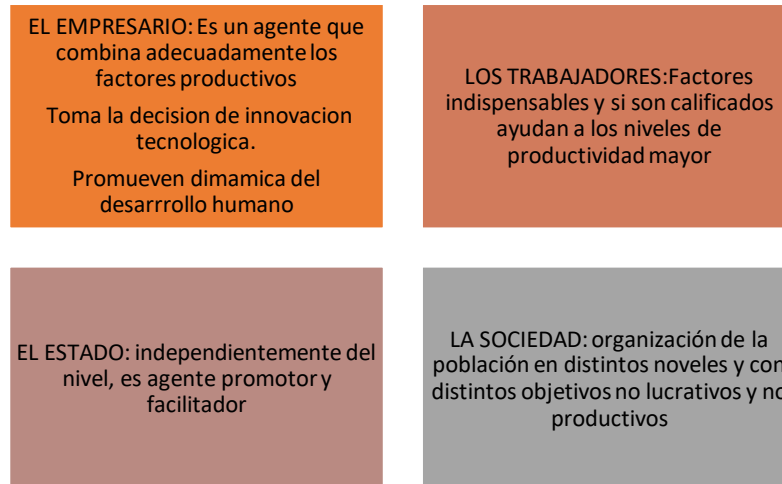 EL EMPRESARIO: Es un agente que
combina adecuadamente los
factores productivos
Toma la decision de innovacion
tecnologica.
Promueven dimamica del
desarrrollo humano
LOS TRABAJADORES:Factores
indispensables y si son calificados
ayudan a los niveles de
productividad mayor
EL ESTADO: independientemente del
nivel, es agente promotor y
facilitador
LA SOCIEDAD: organización de la
población en distintos noveles y con
distintos objetivos no lucrativos y no
productivos